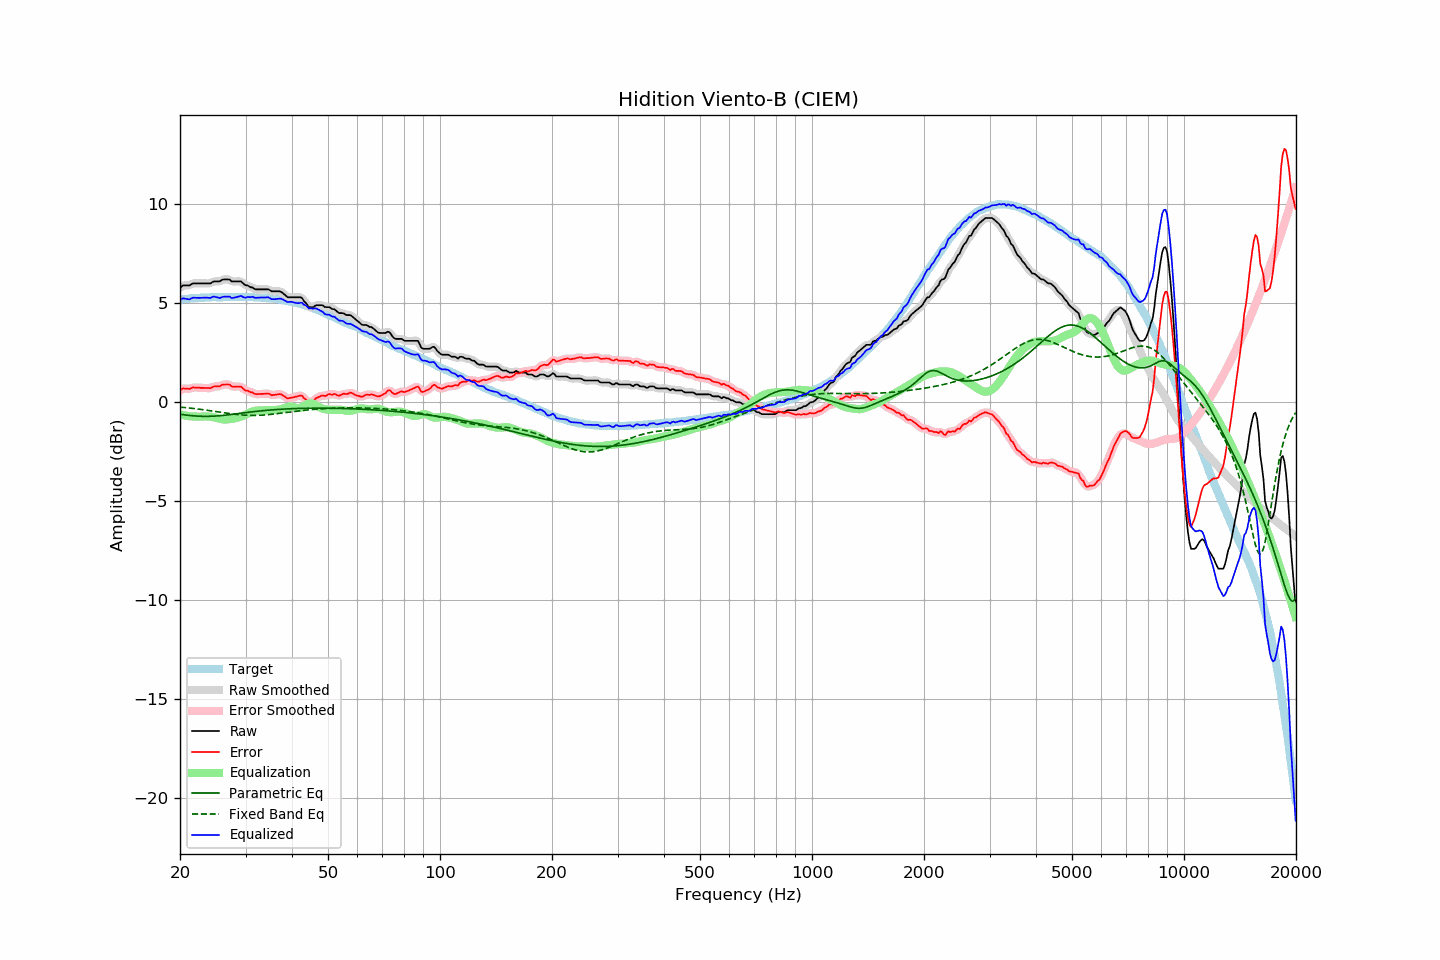 Hidition Viento-B (CIEM)
Amplitude (dBr)
10
5
0
−5
−10
−15
−20
Target
Raw Smoothed
Error Smoothed
Raw
Error
Equalization
Parametric Eq
Fixed Band Eq
Equalized
20 50 100 200 500 1000 2000 5000 10000 20000
Frequency (Hz)